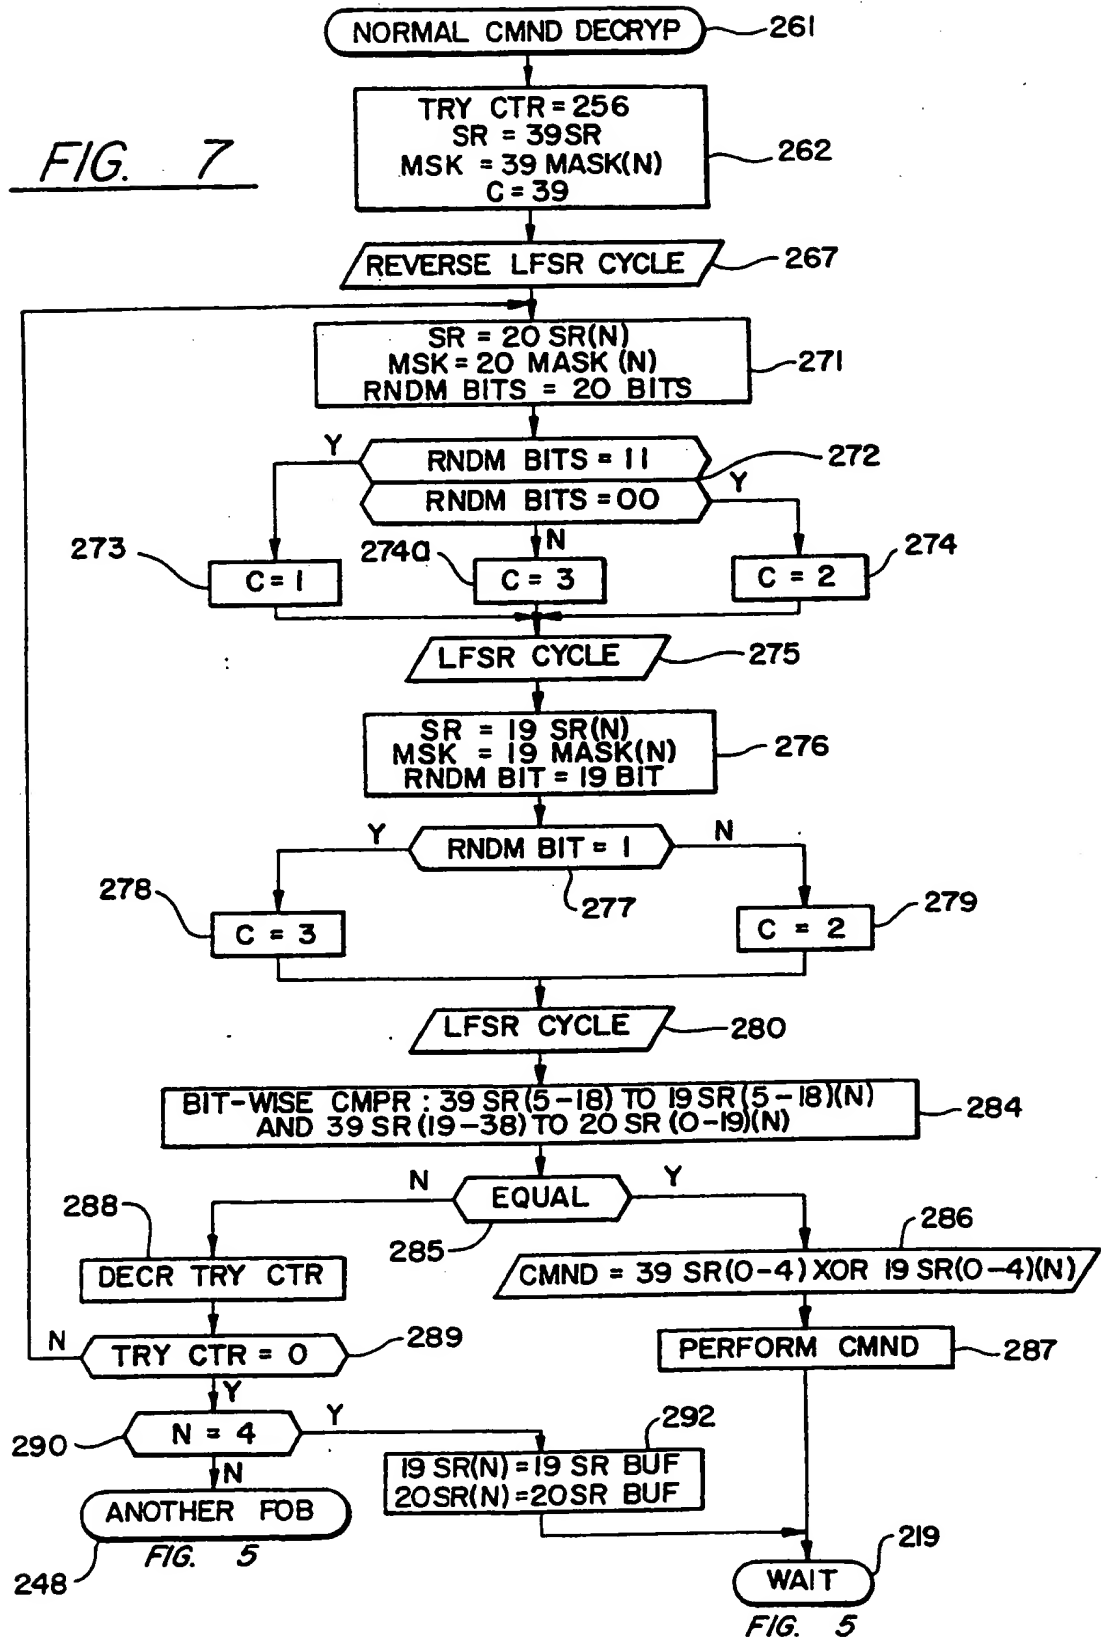 NORMAL CMND DECRYP
261
FIG. 7
TRY CTR = 256
SR = 39SR
MSK = 39 MASK(N)
C = 39
262
REVERSE LFSR CYCLE
267
SR = 20 SR(N)
MSK = 20 MASK (N)
RNDM BITS = 20 BITS
271
Y
RNDM BITS = 11
272
RNDM BITS = 00
Y
N
273
C = 1
274a
C = 3
C = 2
274
LFSR CYCLE
275
SR = 19 SR(N)
MSK = 19 MASK(N)
RNDM BIT = 19 BIT
276
Y
RNDM BIT = 1
N
277
278
C = 3
C = 2
279
LFSR CYCLE
280
BIT-WISE CMPR : 39 SR(5-18) TO 19 SR(5-18)(N)
AND 39 SR (19-38) TO 20 SR (0-19)(N)
284
N
EQUAL
Y
285
288
DECR TRY CTR
286
CMND = 39 SR(0-4) XOR 19 SR(0-4)(N)
N
TRY CTR = 0
289
PERFORM CMND
287
Y
290
N = 4
Y
292
19 SR(N) = 19 SR BUF
20SR(N) = 20SR BUF
N
ANOTHER FOB
FIG. 5
248
219
WAIT
FIG. 5